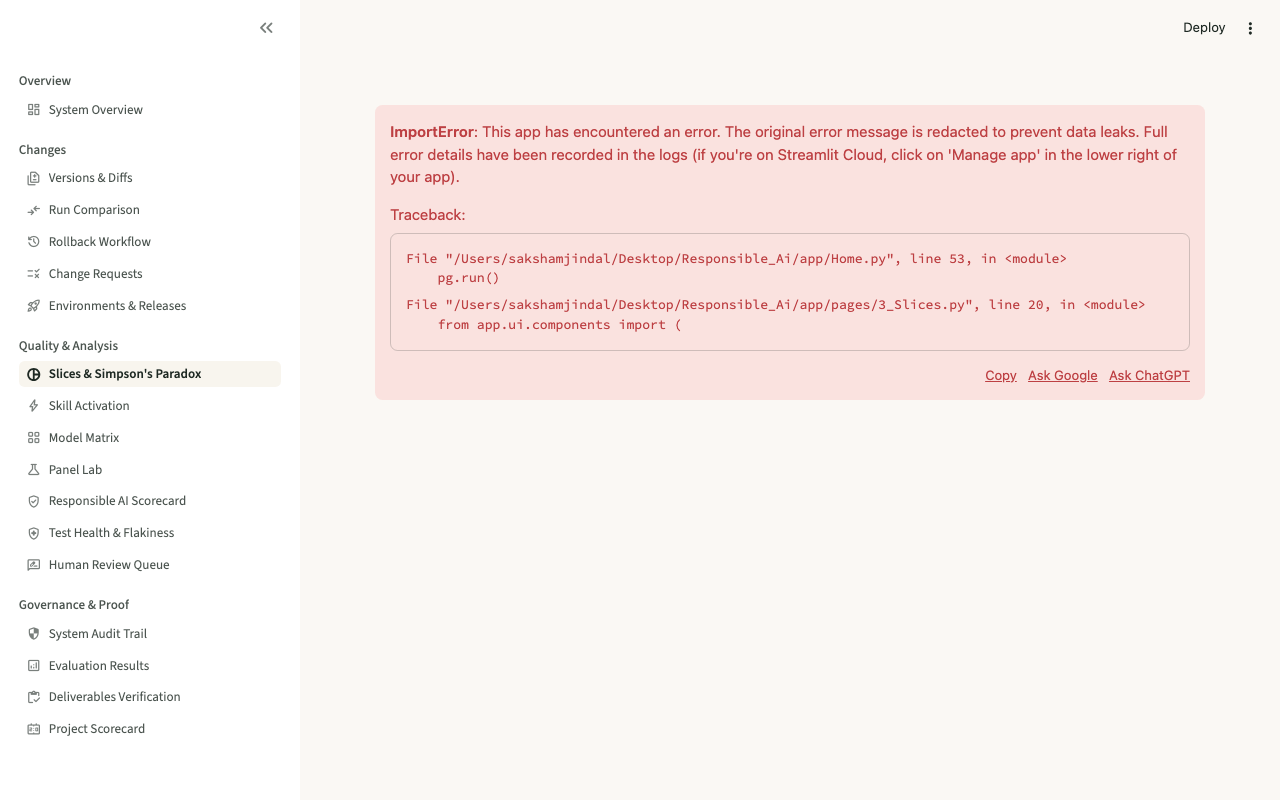 Deploy
Overview
System Overview
Changes
Versions & Diffs
Run Comparison
Rollback Workflow
Change Requests
Environments & Releases
Quality & Analysis
Slices & Simpson's Paradox
Skill Activation
Model Matrix
Panel Lab
Responsible AI Scorecard
Test Health & Flakiness
Human Review Queue
Governance & Proof
System Audit Trail
Evaluation Results
Deliverables Verification
Project Scorecard
ImportError: This app has encountered an error. The original error message is redacted to prevent data leaks. Full
error details have been recorded in the logs (if you're on Streamlit Cloud, click on 'Manage app' in the lower right of
your app).
Traceback:
File "/Users/sakshamjindal/Desktop/Responsible_Ai/app/Home.py", line 53, in <module>
    pg.run()
File "/Users/sakshamjindal/Desktop/Responsible_Ai/app/pages/3_Slices.py", line 20, in <module>
    from app.ui.components import (
Copy Ask Google Ask ChatGPT